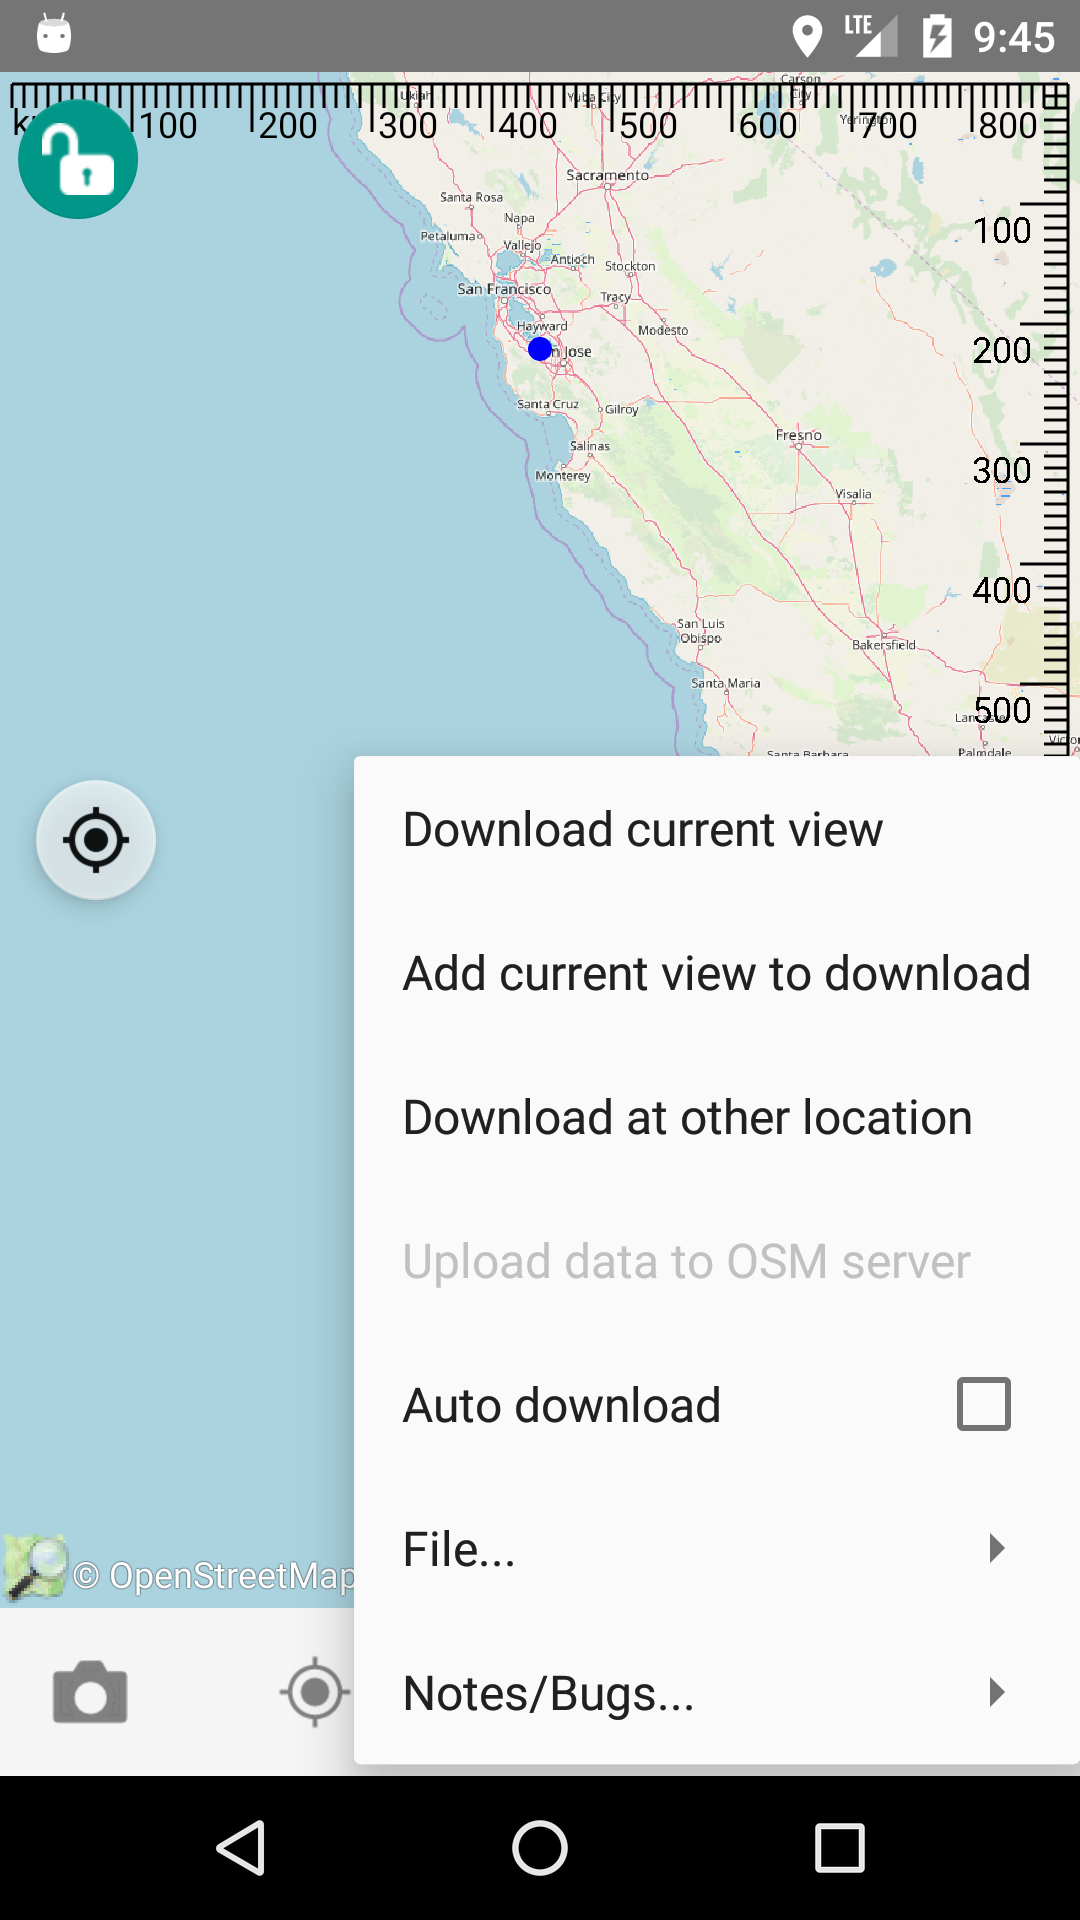 LTE 9:45
Ukiah
Yuba City
Carson
City
Yerington
100 200 300 400 500 600 700 800
Sacramento
Santa Rosa
Napa
Petaluma
Vallejo
100
Antioch
Stockton
San Francisco
Tracy
Hayward
Modesto
200
n Jose
Santa Cruz
Gilroy
Fresno
Salinas
300
Monterey
Visalia
400
San Luis
Obispo
Bakersfield
Santa Maria
500
Palmdale
Santa Barbara
Download current view
Add current view to download
Download at other location
Upload data to OSM server
Auto download
File...
© OpenStreetMap
Notes/Bugs...